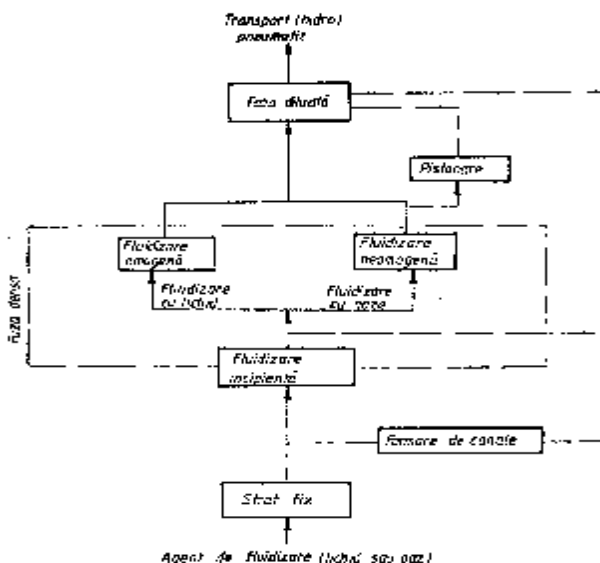 Transport (hidro)
pneumatic
Faza diluată
Pistonare
Fluidizare
omogenă
Fluidizare
neomogenă
Fluidizare
cu lichid
Fluidizare
cu gaze
Faza densă
Fluidizare
incipientă
Formare de canale
Strat fix
Agent de fluidizare (lichid sau gaz)